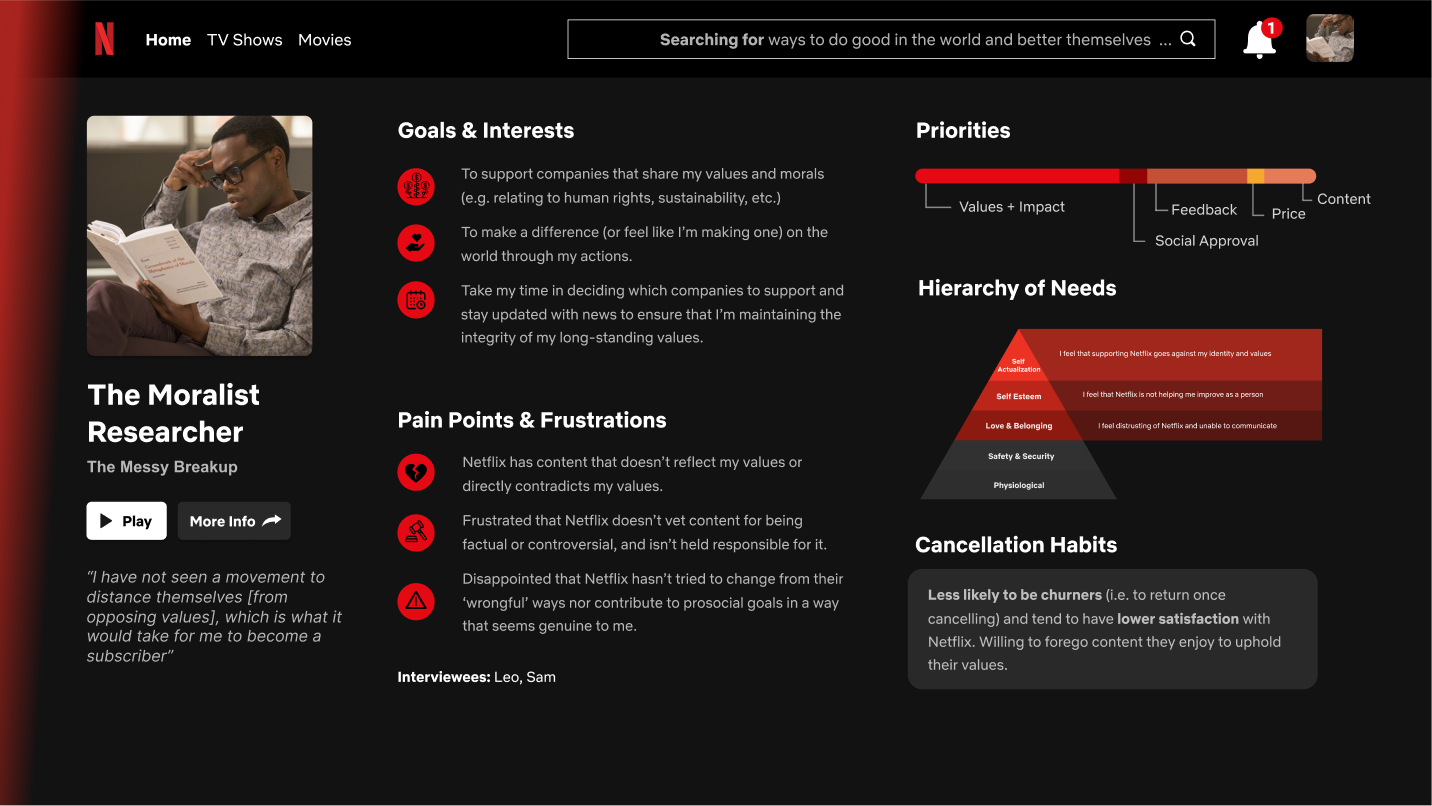 N
Home TV Shows Movies
Searching for ways to do good in the world and better themselves ...
1
The Moralist
Researcher
The Messy Breakup
Play
More Info
“I have not seen a movement to
distance themselves [from
opposing values], which is what it
would take for me to become a
subscriber”
Goals & Interests
To support companies that share my values and morals
(e.g. relating to human rights, sustainability, etc.)
To make a difference (or feel like I’m making one) on the
world through my actions.
Take my time in deciding which companies to support and
stay updated with news to ensure that I’m maintaining the
integrity of my long-standing values.
Pain Points & Frustrations
Netflix has content that doesn’t reflect my values or
directly contradicts my values.
Frustrated that Netflix doesn’t vet content for being
factual or controversial, and isn’t held responsible for it.
Disappointed that Netflix hasn’t tried to change from their
‘wrongful’ ways nor contribute to prosocial goals in a way
that seems genuine to me.
Interviewees: Leo, Sam
Priorities
Values + Impact
Social Approval
Feedback
Price
Content
Hierarchy of Needs
Self
Actualization
I feel that supporting Netflix goes against my identity and values
Self Esteem
I feel that Netflix is not helping me improve as a person
Love & Belonging
I feel distrusting of Netflix and unable to communicate
Safety & Security
Physiological
Cancellation Habits
Less likely to be churners (i.e. to return once
cancelling) and tend to have lower satisfaction with
Netflix. Willing to forego content they enjoy to uphold
their values.